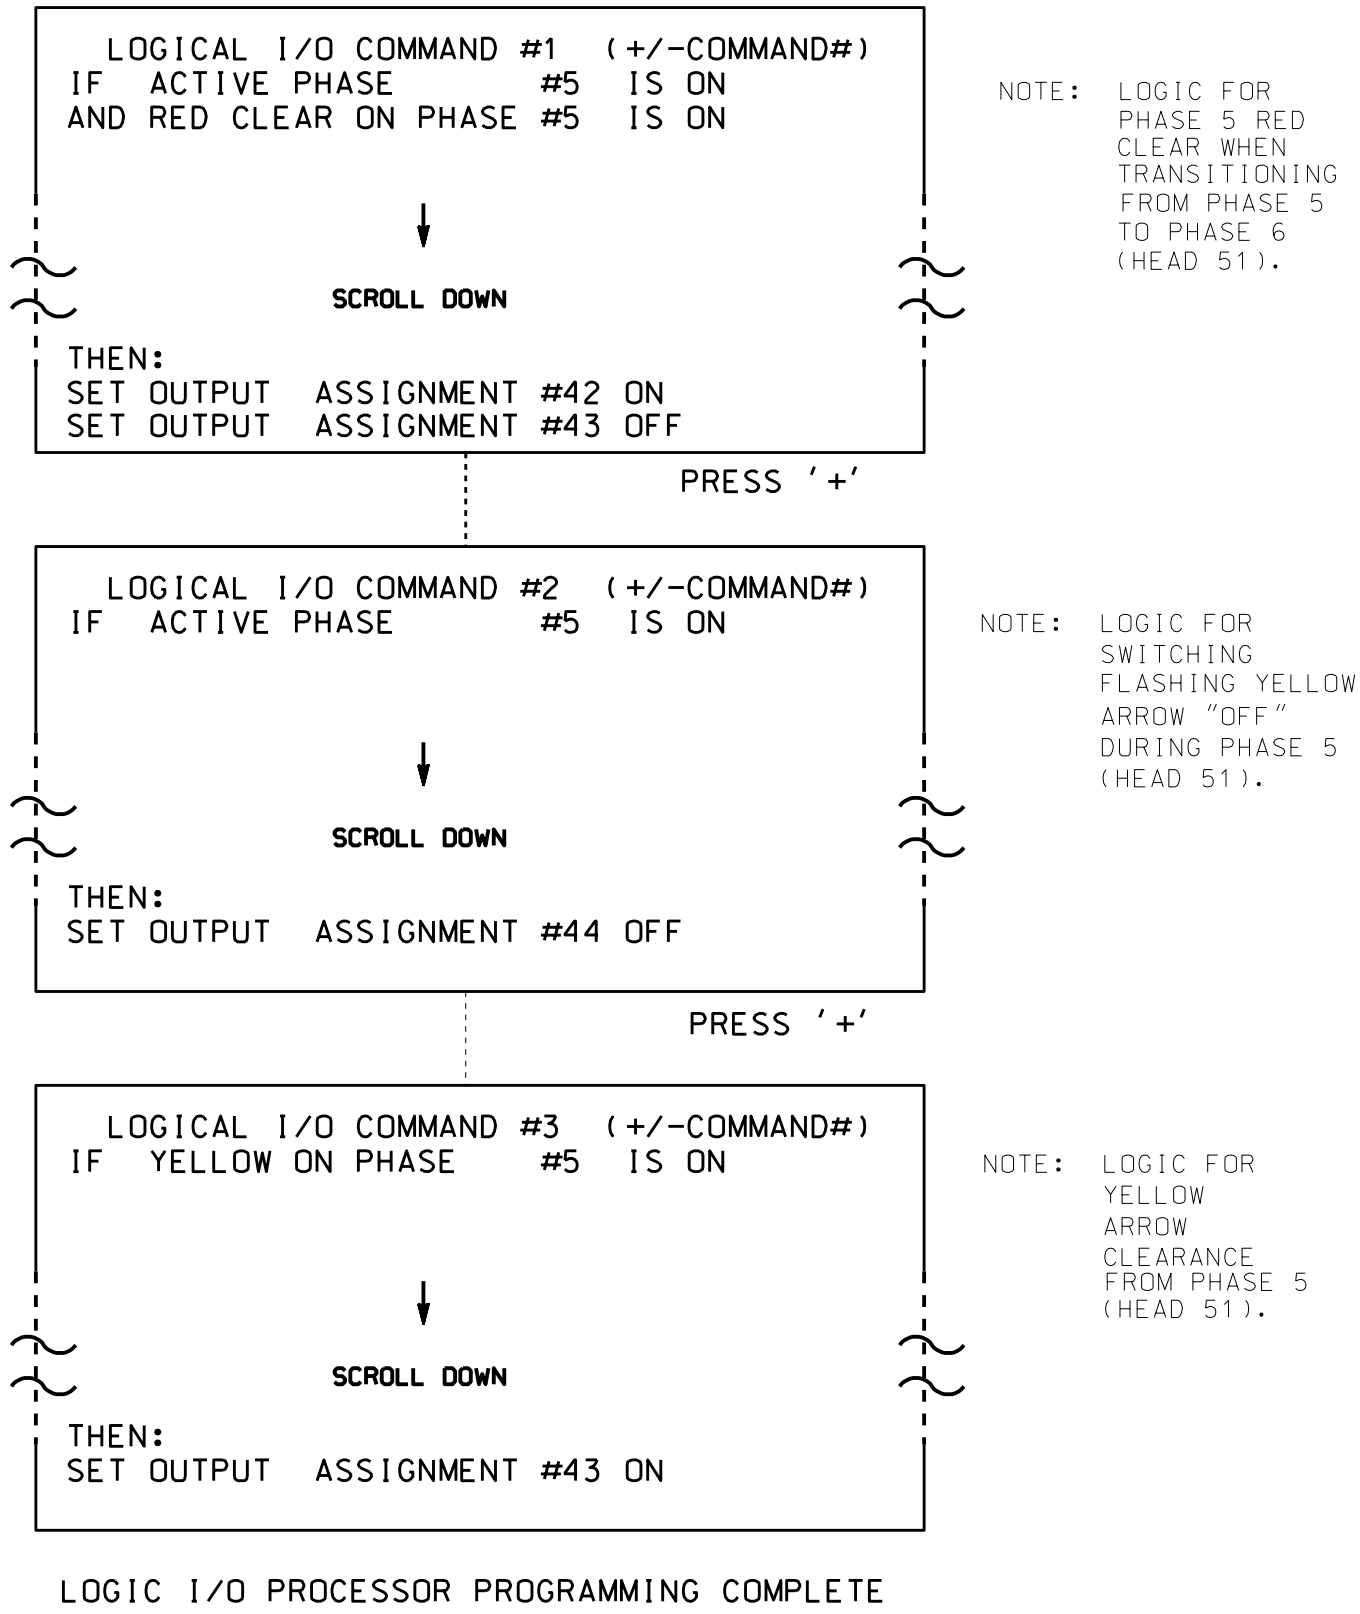 LOGICAL I/O COMMAND #1 (+/-COMMAND#)
IF ACTIVE PHASE #5 IS ON
AND RED CLEAR ON PHASE #5 IS ON
SCROLL DOWN
THEN:
SET OUTPUT ASSIGNMENT #42 ON
SET OUTPUT ASSIGNMENT #43 OFF
NOTE: LOGIC FOR
PHASE 5 RED
CLEAR WHEN
TRANSITIONING
FROM PHASE 5
TO PHASE 6
(HEAD 51).
PRESS '+'
LOGICAL I/O COMMAND #2 (+/-COMMAND#)
IF ACTIVE PHASE #5 IS ON
SCROLL DOWN
THEN:
SET OUTPUT ASSIGNMENT #44 OFF
NOTE: LOGIC FOR
SWITCHING
FLASHING YELLOW
ARROW "OFF"
DURING PHASE 5
(HEAD 51).
PRESS '+'
LOGICAL I/O COMMAND #3 (+/-COMMAND#)
IF YELLOW ON PHASE #5 IS ON
SCROLL DOWN
THEN:
SET OUTPUT ASSIGNMENT #43 ON
NOTE: LOGIC FOR
YELLOW
ARROW
CLEARANCE
FROM PHASE 5
(HEAD 51).
LOGIC I/O PROCESSOR PROGRAMMING COMPLETE